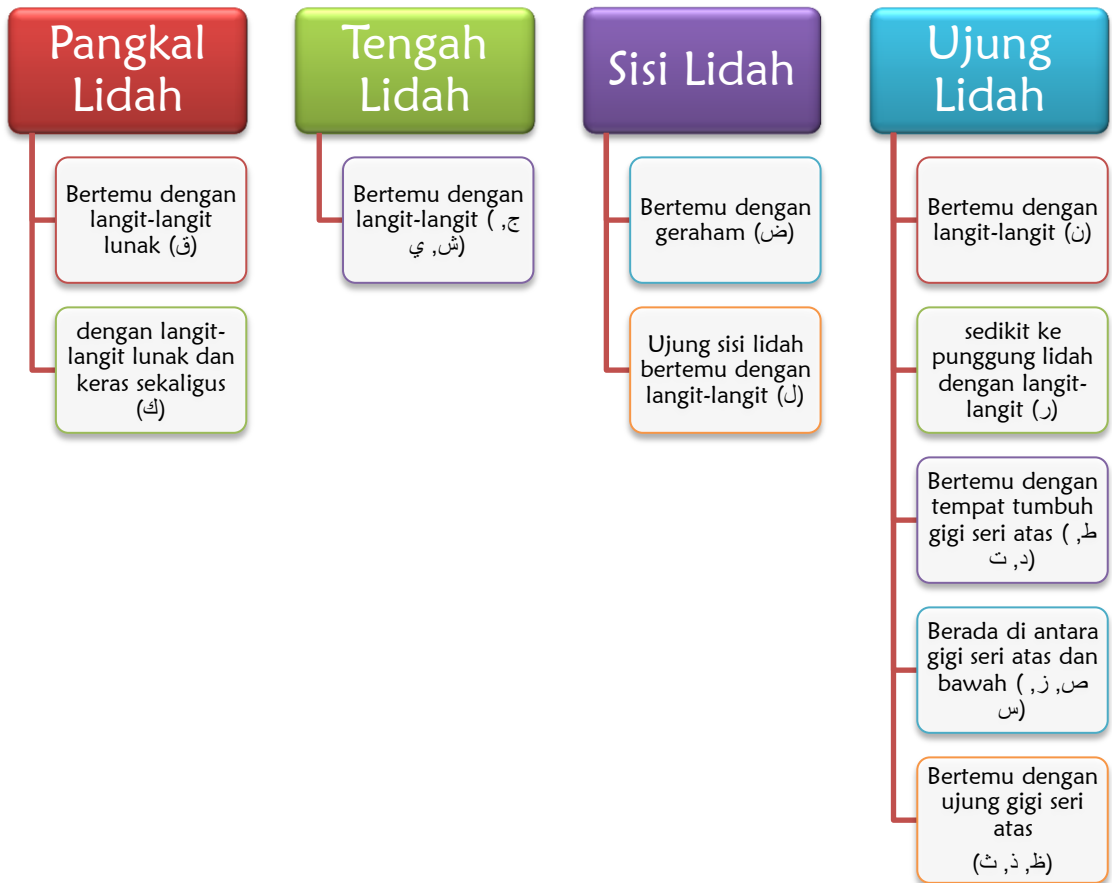 Pangkal
Lidah
Bertemu dengan
langit-langit
lunak (ق)
dengan langit-
langit lunak dan
keras sekaligus
(ك)
Tengah
Lidah
Bertemu dengan
langit-langit ( ج,
ش, ي)
Sisi Lidah
Bertemu dengan
geraham (ض)
Ujung sisi lidah
bertemu dengan
langit-langit (ل)
Ujung
Lidah
Bertemu dengan
langit-langit (ن)
sedikit ke
punggung lidah
dengan langit-
langit (ر)
Bertemu dengan
tempat tumbuh
gigi seri atas ( ط,
د, ت)
Berada di antara
gigi seri atas dan
bawah ( ص, ز,
س)
Bertemu dengan
ujung gigi seri
atas
(ظ, ذ, ث)